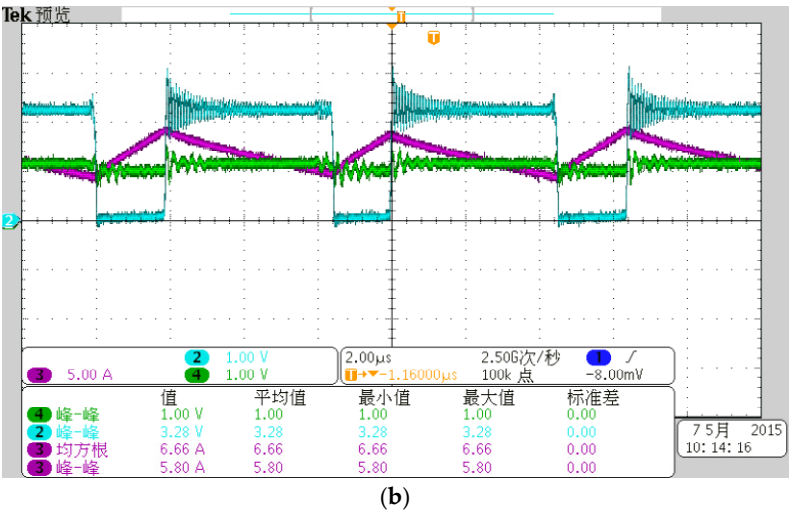 Tek 预览
T
T
2
2 1.00 V
3 5.00 A 4 1.00 V
2.00μs 2.50G次/秒 1
T→▼-1.16000μs 100k 点 -8.00mV
值 平均值 最小值 最大值 标准差
4 峰-峰 1.00 V 1.00 1.00 1.00 0.00
2 峰-峰 3.28 V 3.28 3.28 3.28 0.00
3 均方根 6.66 A 6.66 6.66 6.66 0.00
3 峰-峰 5.80 A 5.80 5.80 5.80 0.00
7 5月 2015
10:14:16
(b)